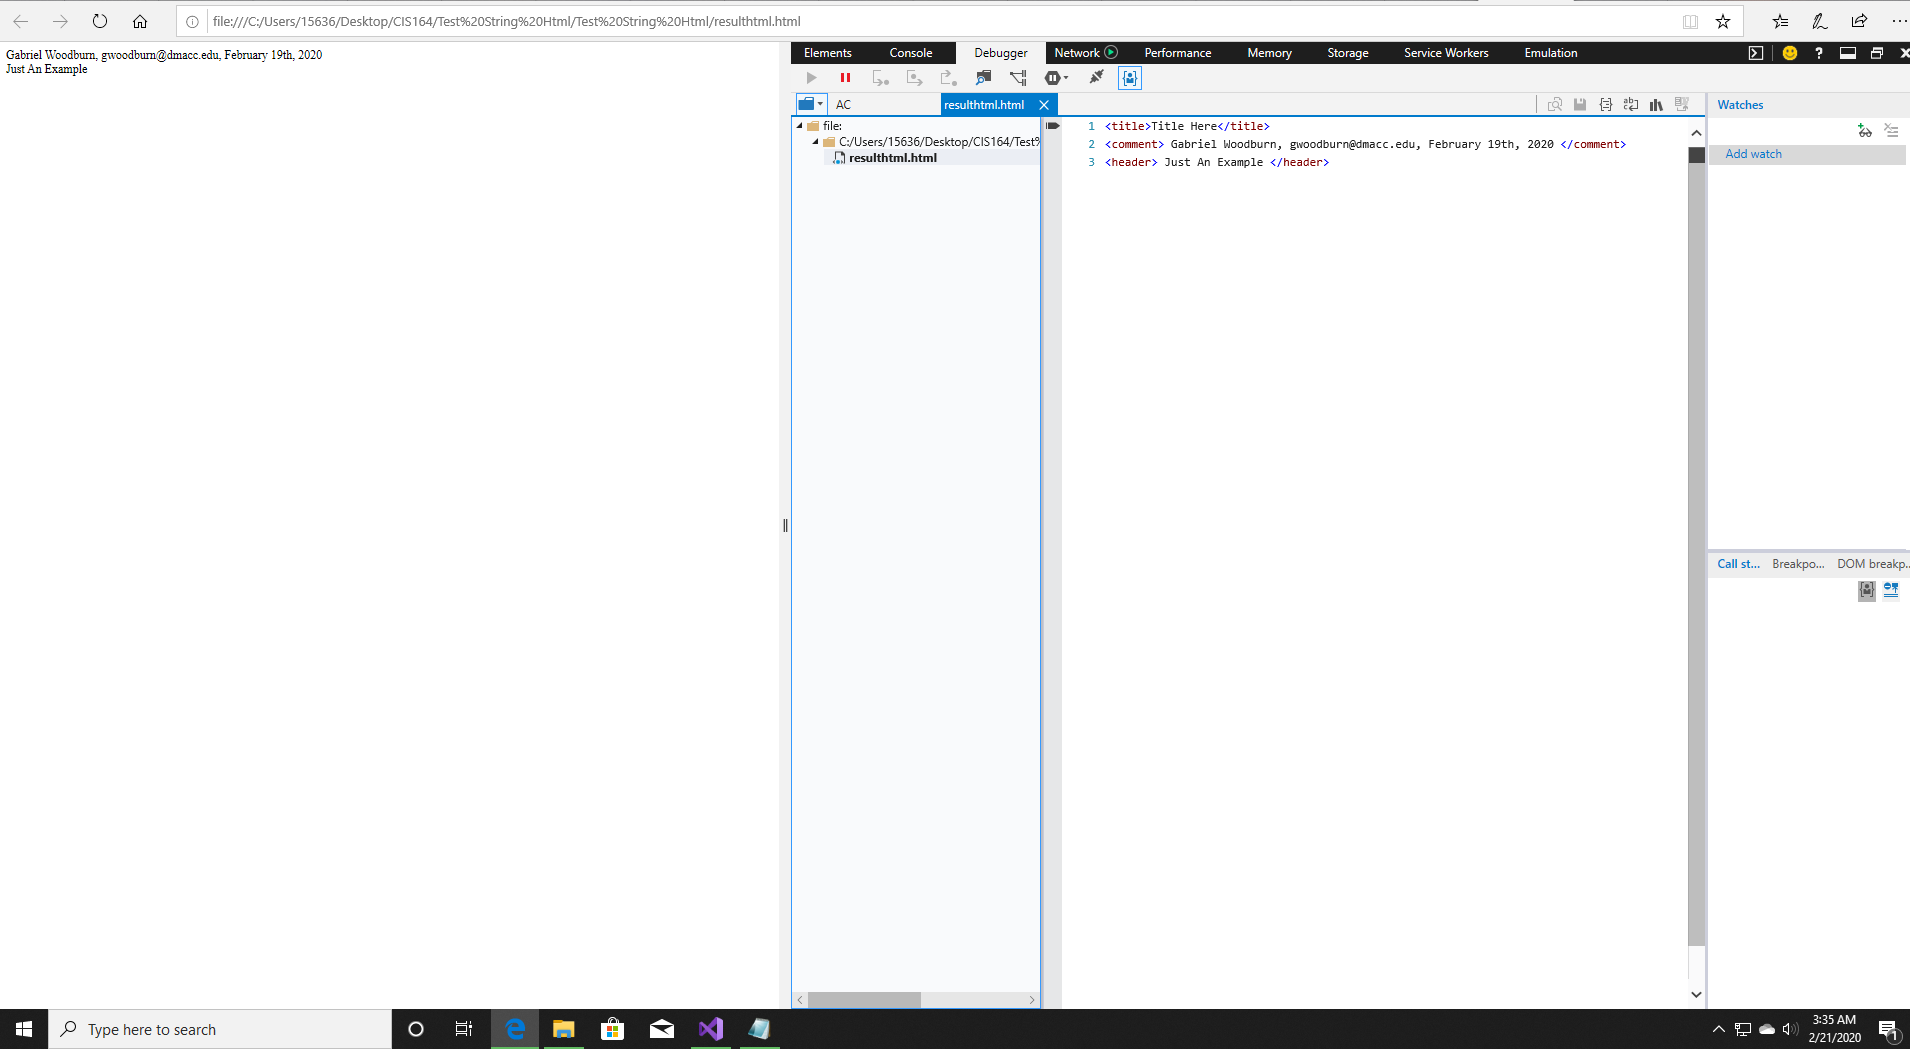 file:///C:/Users/15636/Desktop/CIS164/Test%20String%20Html/Test%20String%20Html/resulthtml.html
Gabriel Woodburn, gwoodburn@dmacc.edu, February 19th, 2020
Just An Example
Elements Console Debugger Network Performance Memory Storage Service Workers Emulation
AC resulthtml.html
Watches
file:
C:/Users/15636/Desktop/CIS164/Test%
resulthtml.html
1 <title>Title Here</title>
2 <comment> Gabriel Woodburn, gwoodburn@dmacc.edu, February 19th, 2020 </comment>
3 <header> Just An Example </header>
Add watch
Call st... Breakpo... DOM breakp..
Type here to search
3:35 AM
2/21/2020
1